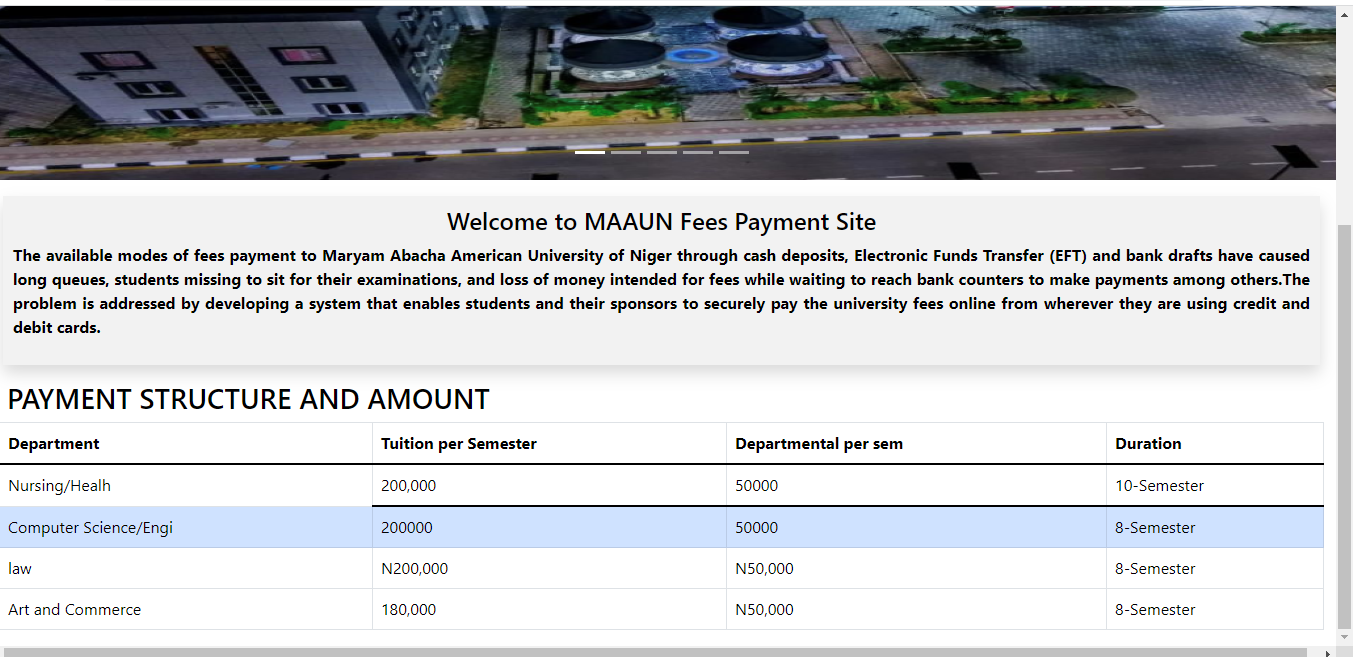 Welcome to MAAUN Fees Payment Site
The available modes of fees payment to Maryam Abacha American University of Niger through cash deposits, Electronic Funds Transfer (EFT) and bank drafts have caused
long queues, students missing to sit for their examinations, and loss of money intended for fees while waiting to reach bank counters to make payments among others.The
problem is addressed by developing a system that enables students and their sponsors to securely pay the university fees online from wherever they are using credit and
debit cards.
PAYMENT STRUCTURE AND AMOUNT
Department Tuition per Semester Departmental per sem Duration
Nursing/Healh 200,000 50000 10-Semester
Computer Science/Engi 200000 50000 8-Semester
law N200,000 N50,000 8-Semester
Art and Commerce 180,000 N50,000 8-Semester